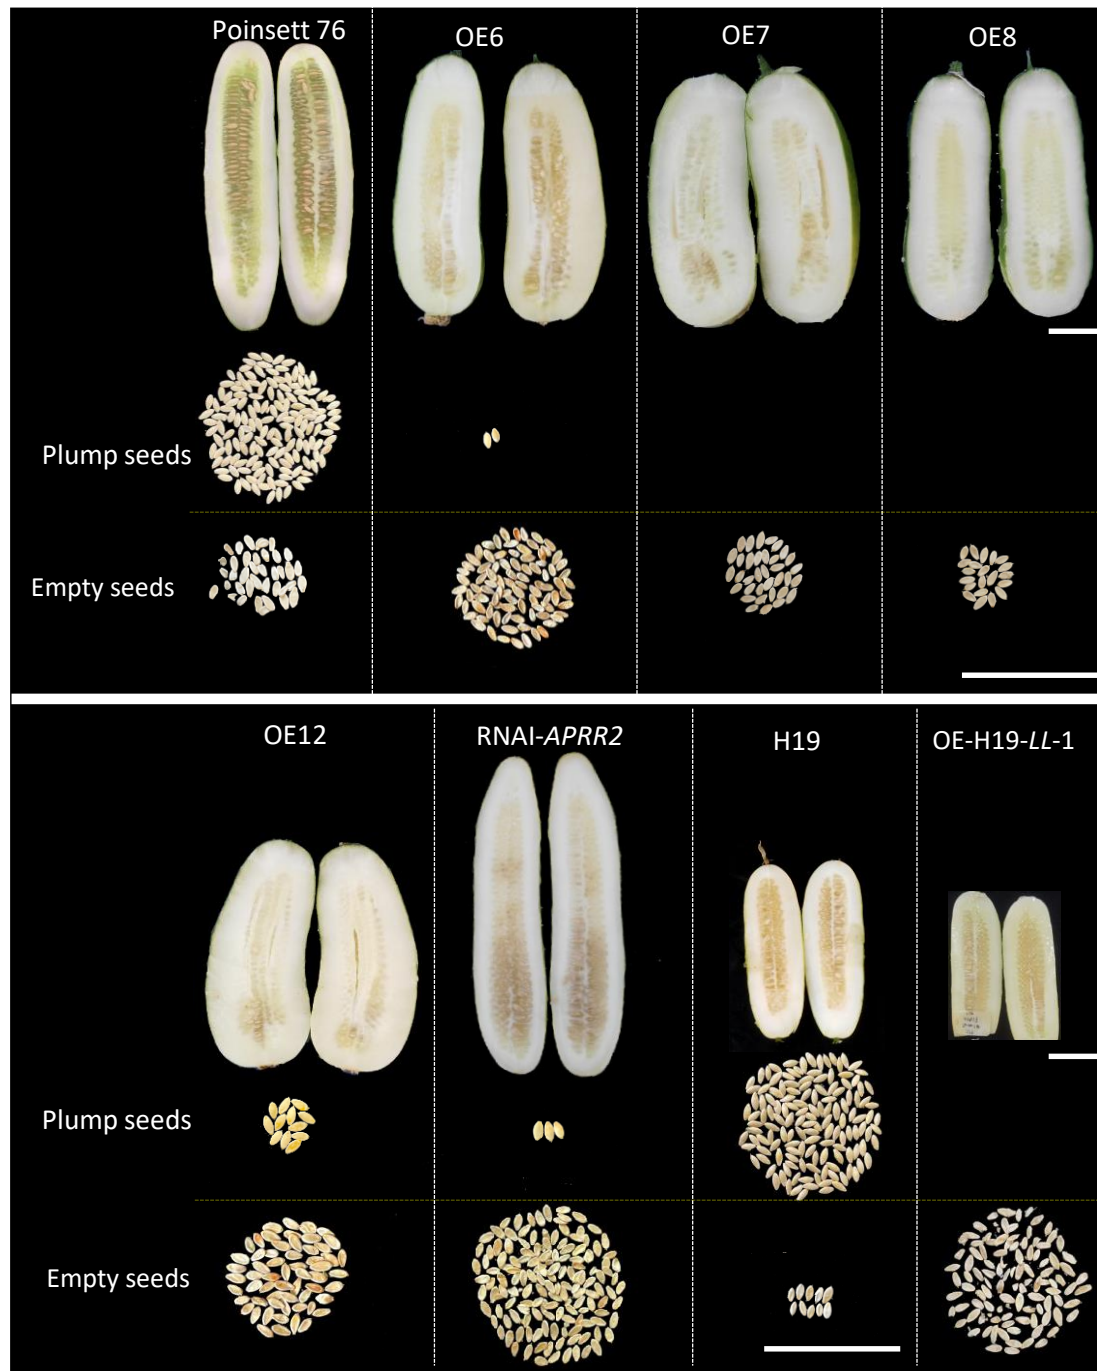 Poinsett 76
OE6
OE7
OE8
Plump seeds
Empty seeds
OE12
RNAI-APRR2
H19
OE-H19-LL-1
Plump seeds
Empty seeds